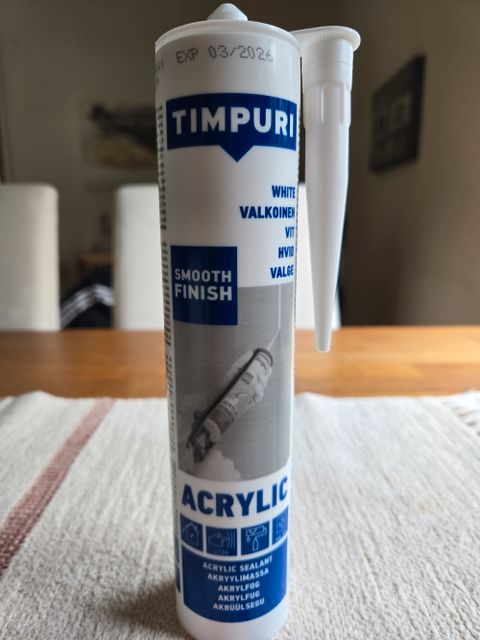 EXP 03/2026
TIMPURI
WHITE
VALKOINEN
VIT
HVID
VALGE
SMOOTH
FINISH
ACRYLIC
ACRYLIC SEALANT
AKRYYLIMASSA
AKRYLFOG
AKRYLFUG
AKRÜÜLSEGU